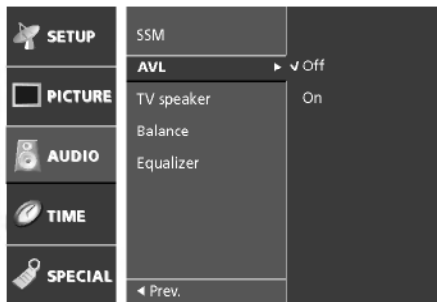 SETUP
PICTURE
AUDIO
TIME
SPECIAL
SSM
AVL ► ✓ Off
TV speaker On
Balance
Equalizer
◄ Prev.